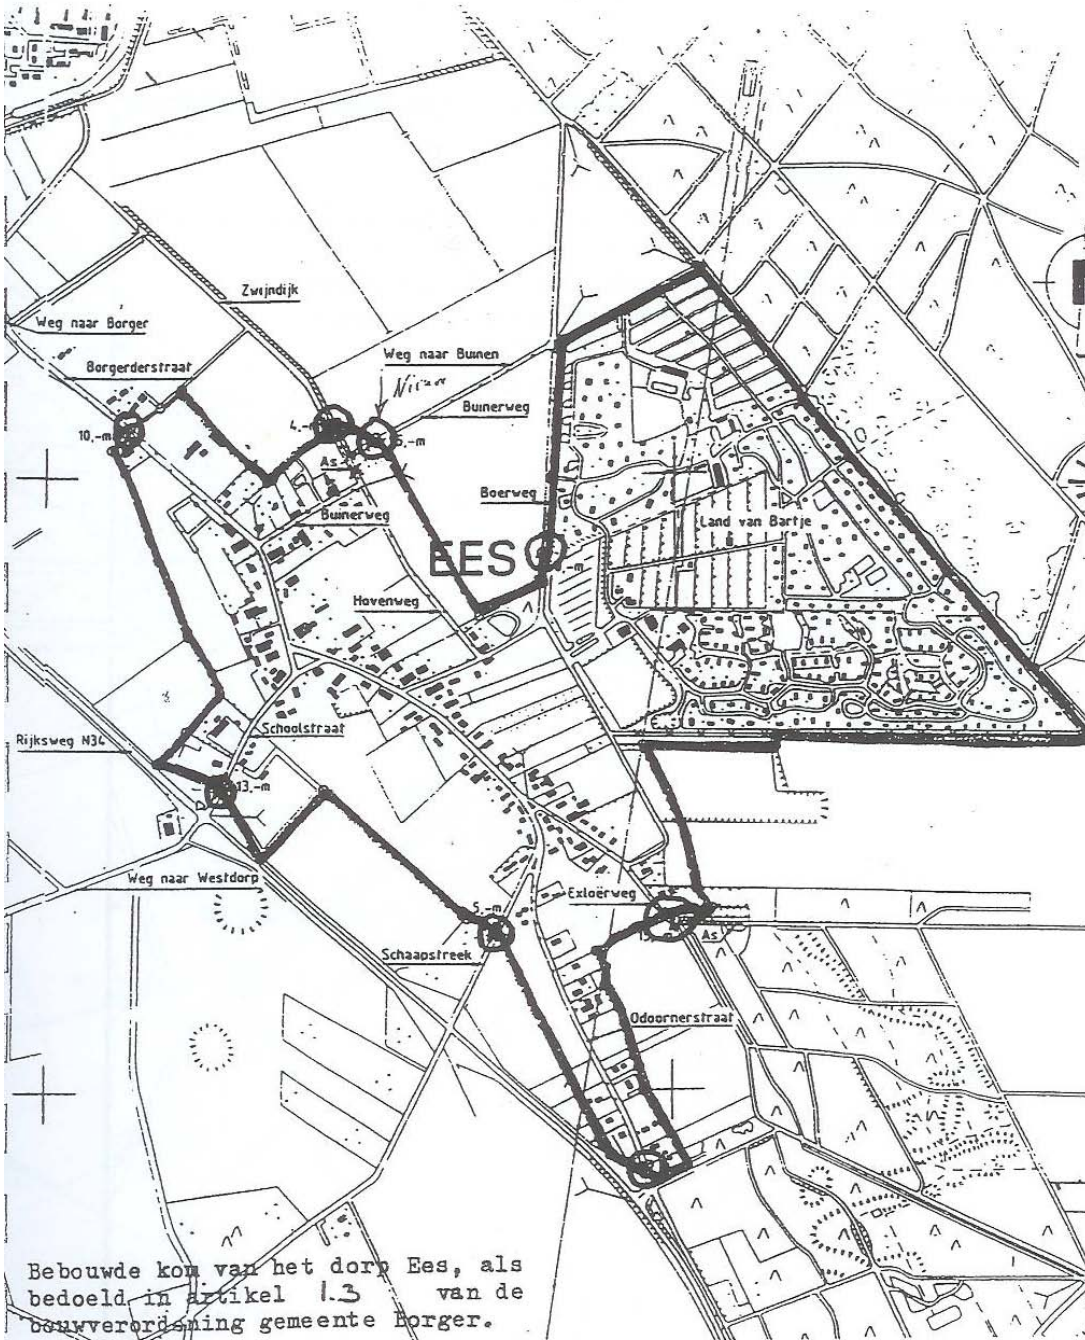 Zwijndijk
Weg naar Borger
Borgerderstraat
Weg naar Buinen
Buinerweg
10,-m
4,-m
5,-m
As
Boerweg
Buinerweg
Land van Bartje
EES
Hovenweg
Schoolstraat
Rijksweg N34
13,-m
Weg naar Westdorp
Exloërweg
5,-m
As
Schaapstreek
Odoornerstraat
Bebouwde kom van het dorp Ees, als
bedoeld in artikel 1.3 van de
bouwverordening gemeente Borger.